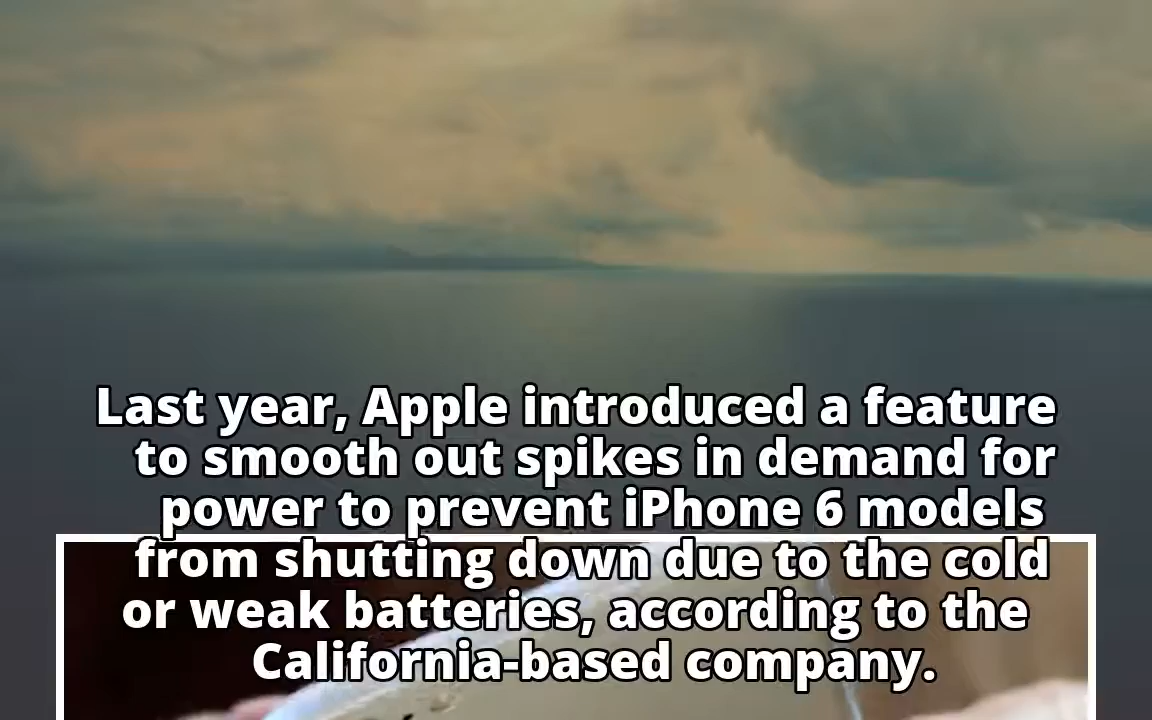 Last year, Apple introduced a feature
to smooth out spikes in demand for
power to prevent iPhone 6 models
from shutting down due to the cold
or weak batteries, according to the
California-based company.